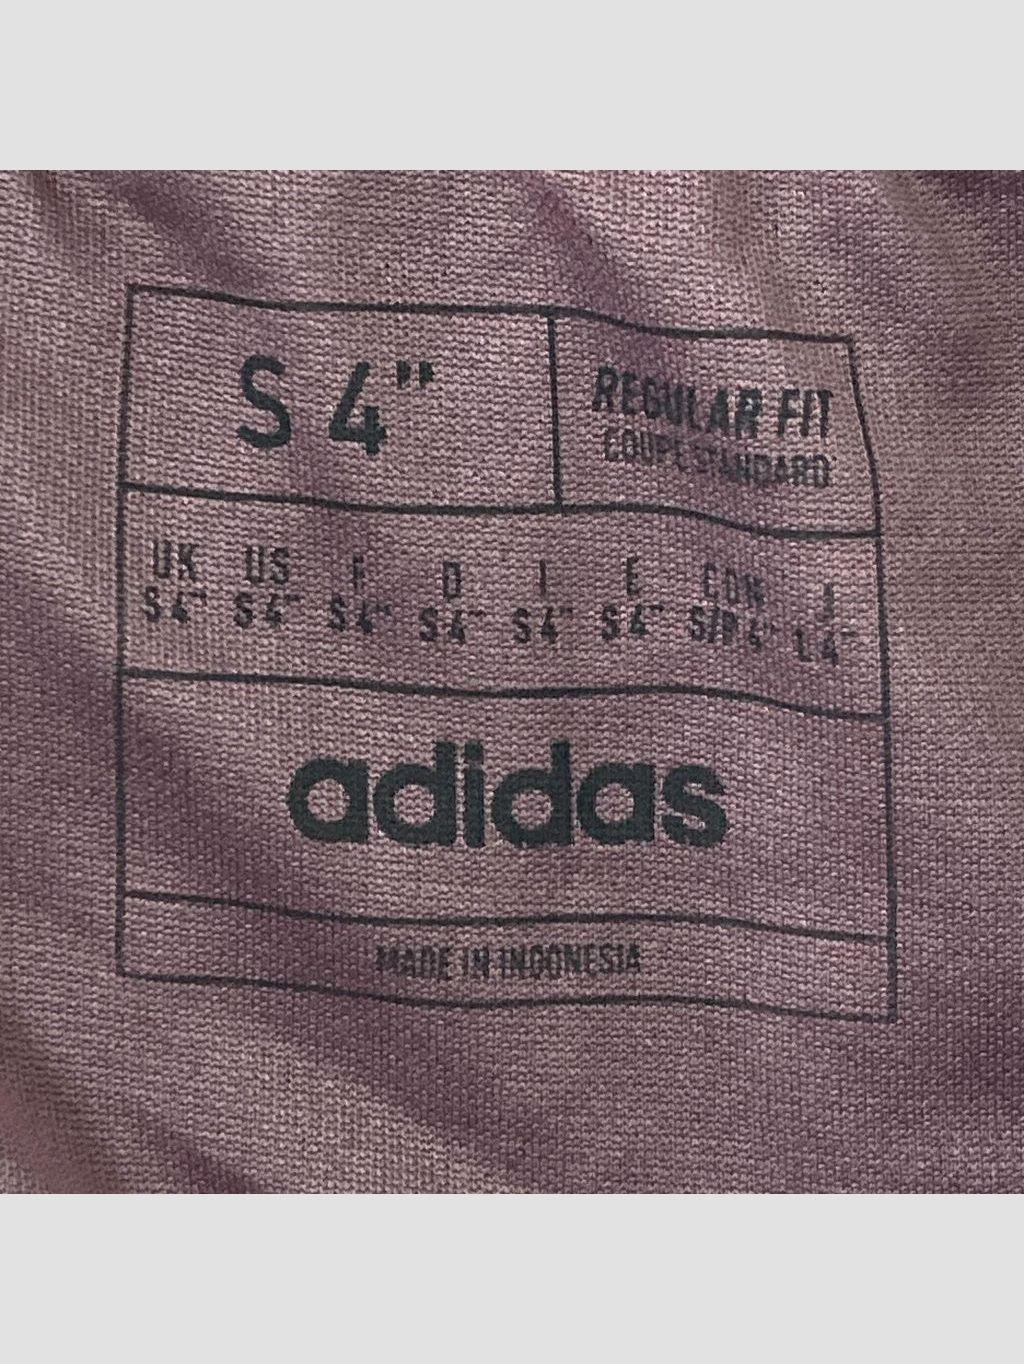 S 4"
REGULAR FIT
COUPE STANDARD
UK US F D I E CDN J
S 4" S 4" S 4" S 4" S 4" S 4" S/P 4" L 4"
adidas
MADE IN INDONESIA